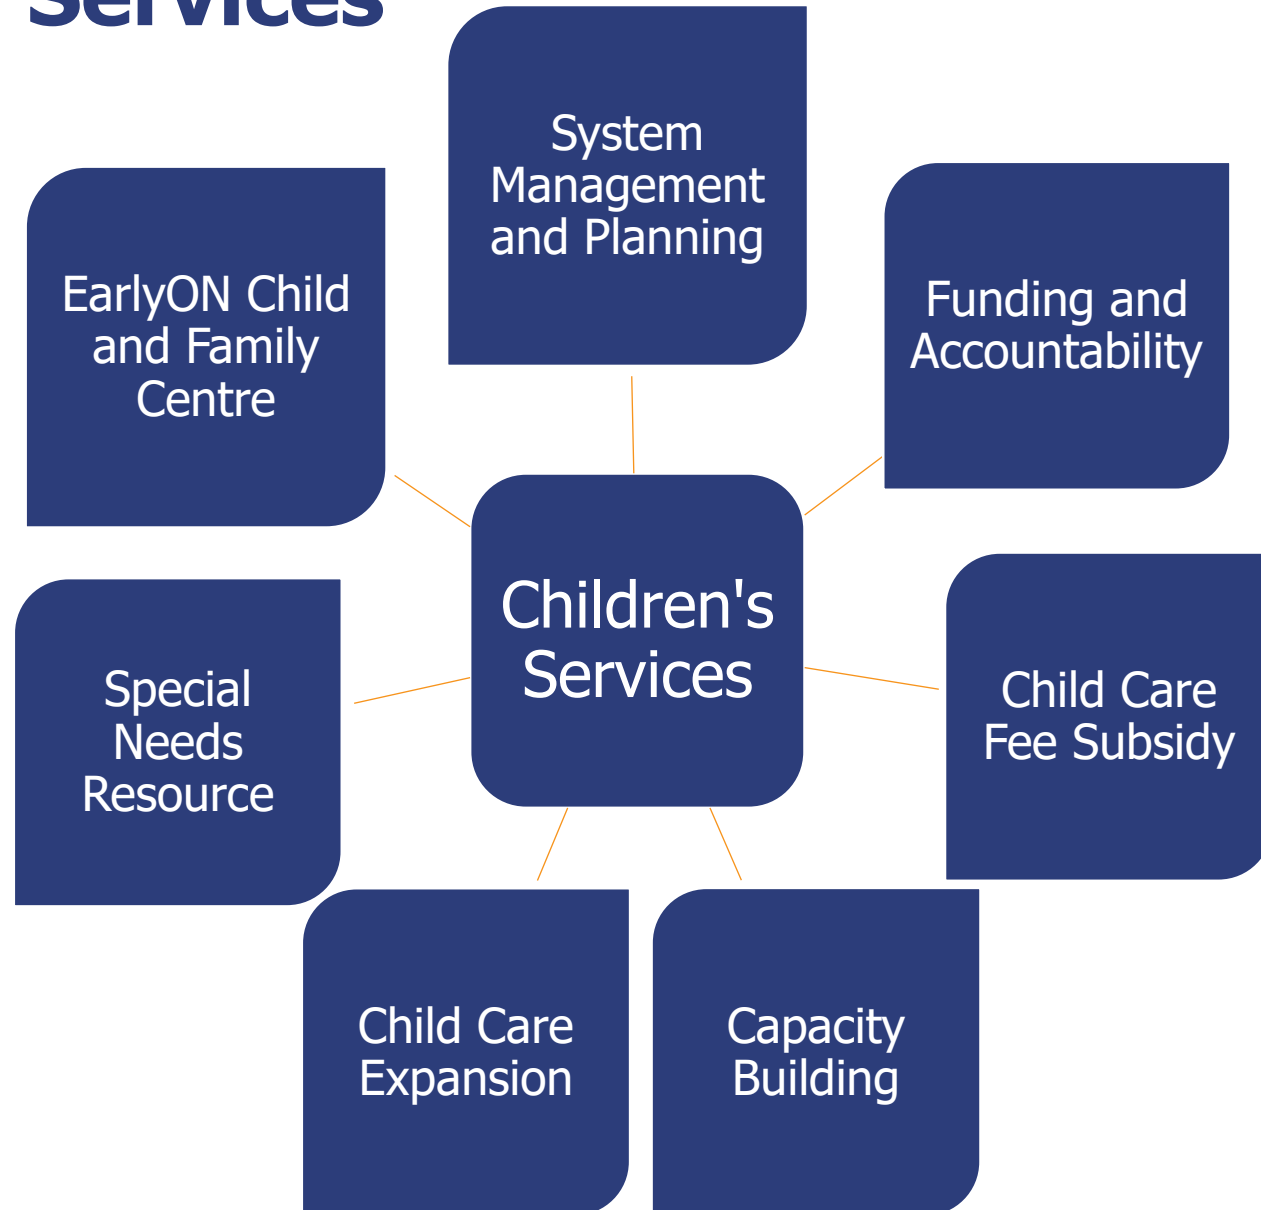 Services
System
Management
and Planning
Funding and
Accountability
Child Care
Fee Subsidy
Capacity
Building
Child Care
Expansion
Special
Needs
Resource
EarlyON Child
and Family
Centre
Children's
Services